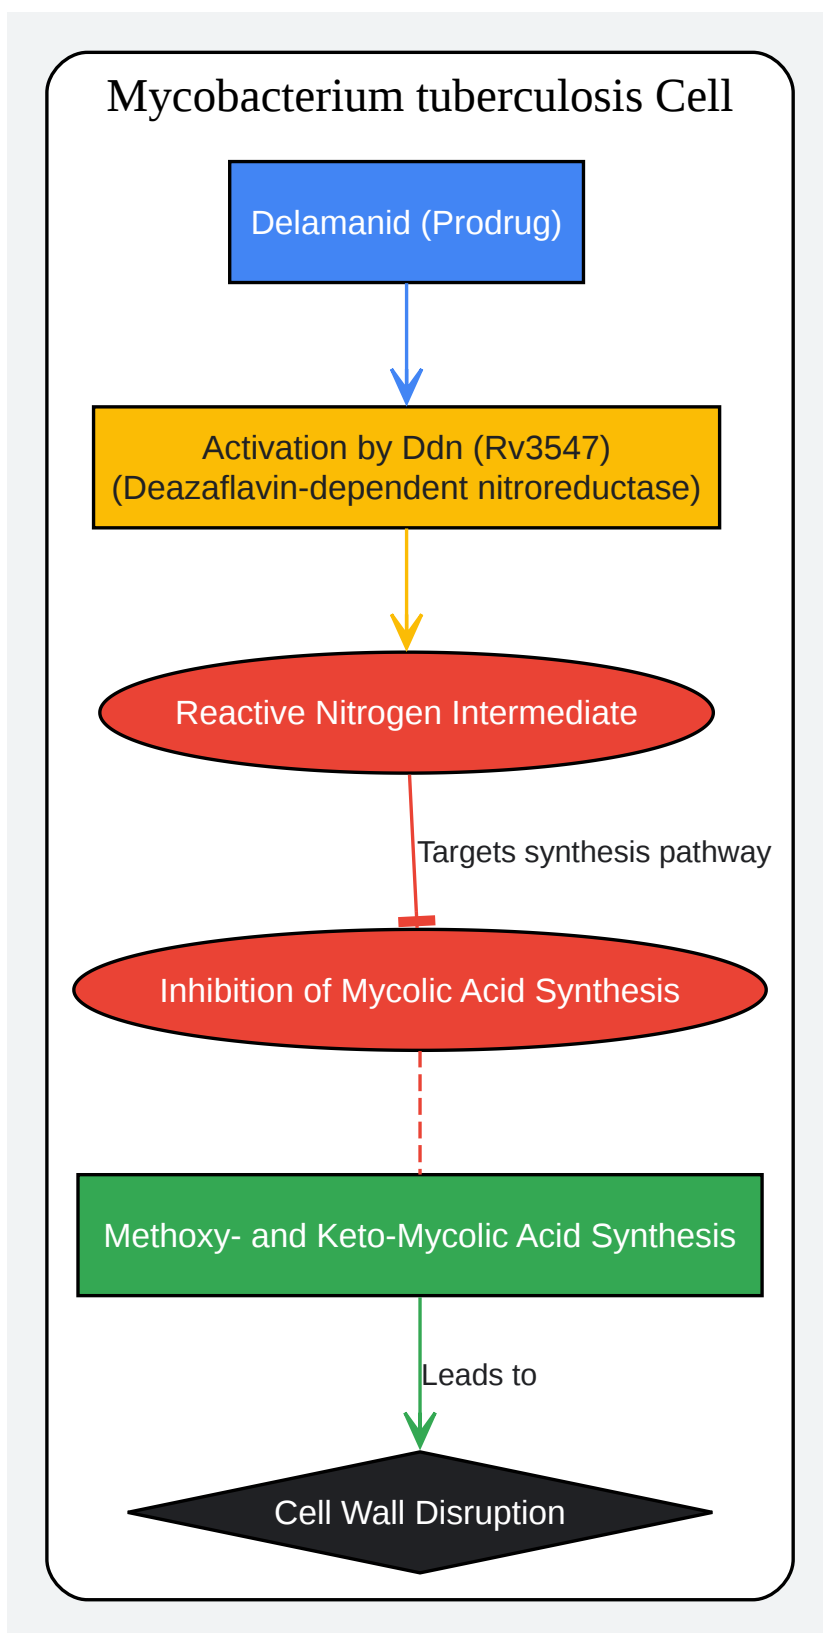 Mycobacterium tuberculosis Cell
Delamanid (Prodrug)
Activation by Ddn (Rv3547)
(Deazaflavin-dependent nitroreductase)
Reactive Nitrogen Intermediate
Targets synthesis pathway
Inhibition of Mycolic Acid Synthesis
Methoxy- and Keto-Mycolic Acid Synthesis
Leads to
Cell Wall Disruption